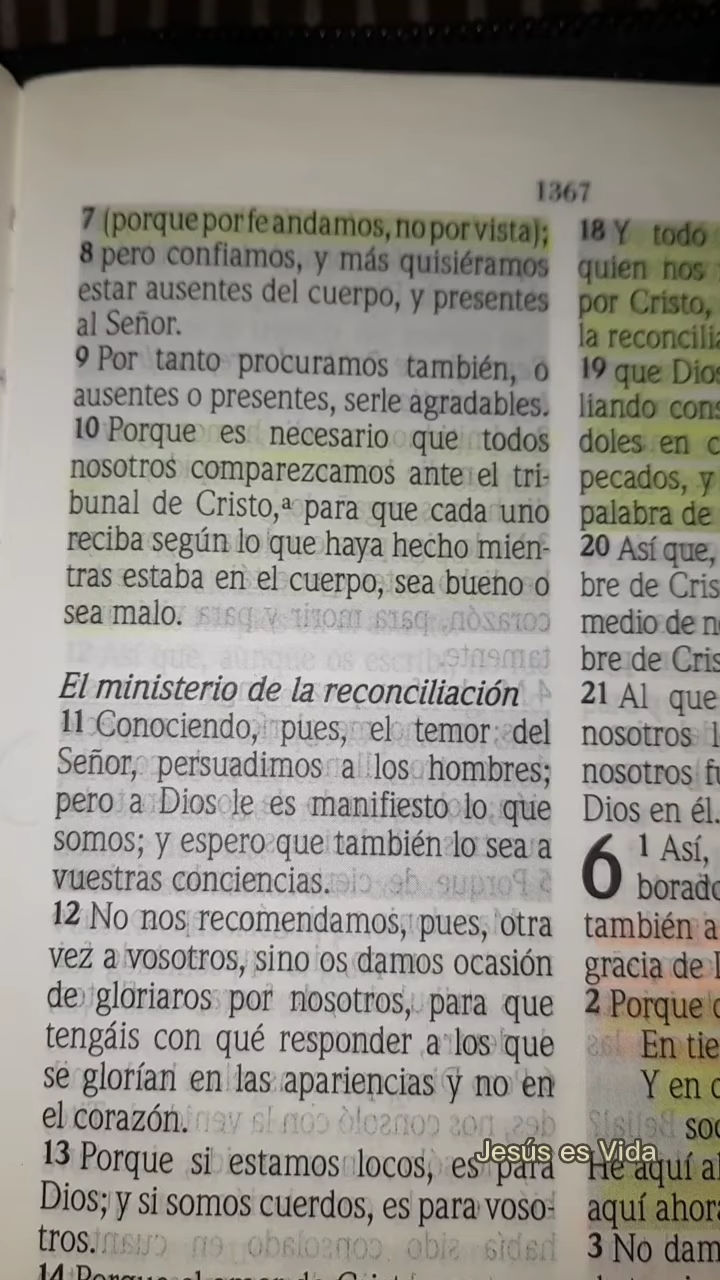 1367
7 (porque por fe andamos, no por vista);
8 pero confiamos, y más quisiéramos
estar ausentes del cuerpo, y presentes
al Señor.
9 Por tanto procuramos también, o
ausentes o presentes, serle agradables.
10 Porque es necesario que todos
nosotros comparezcamos ante el tri-
bunal de Cristo,ª para que cada uno
reciba según lo que haya hecho mien-
tras estaba en el cuerpo, sea bueno o
sea malo.
El ministerio de la reconciliación
11 Conociendo, pues, el temor del
Señor, persuadimos a los hombres;
pero a Dios le es manifiesto lo que
somos; y espero que también lo sea a
vuestras conciencias.
12 No nos recomendamos, pues, otra
vez a vosotros, sino os damos ocasión
de gloriaros por nosotros, para que
tengáis con qué responder a los que
se glorían en las apariencias y no en
el corazón.
13 Porque si estamos locos, es para
Dios; y si somos cuerdos, es para voso-
tros.
18 Y todo
quien nos
por Cristo,
la
19 que
liando
doles en
pecados, y
palabra de
20 Así que,
bre de
medio de
bre de
21 Al que
nosotros
nosotros
Dios en él.
6 1 Así,
también a
gracia de
2 Porque
En
Y en
He aquí
aquí
3 No
Jesús es Vida